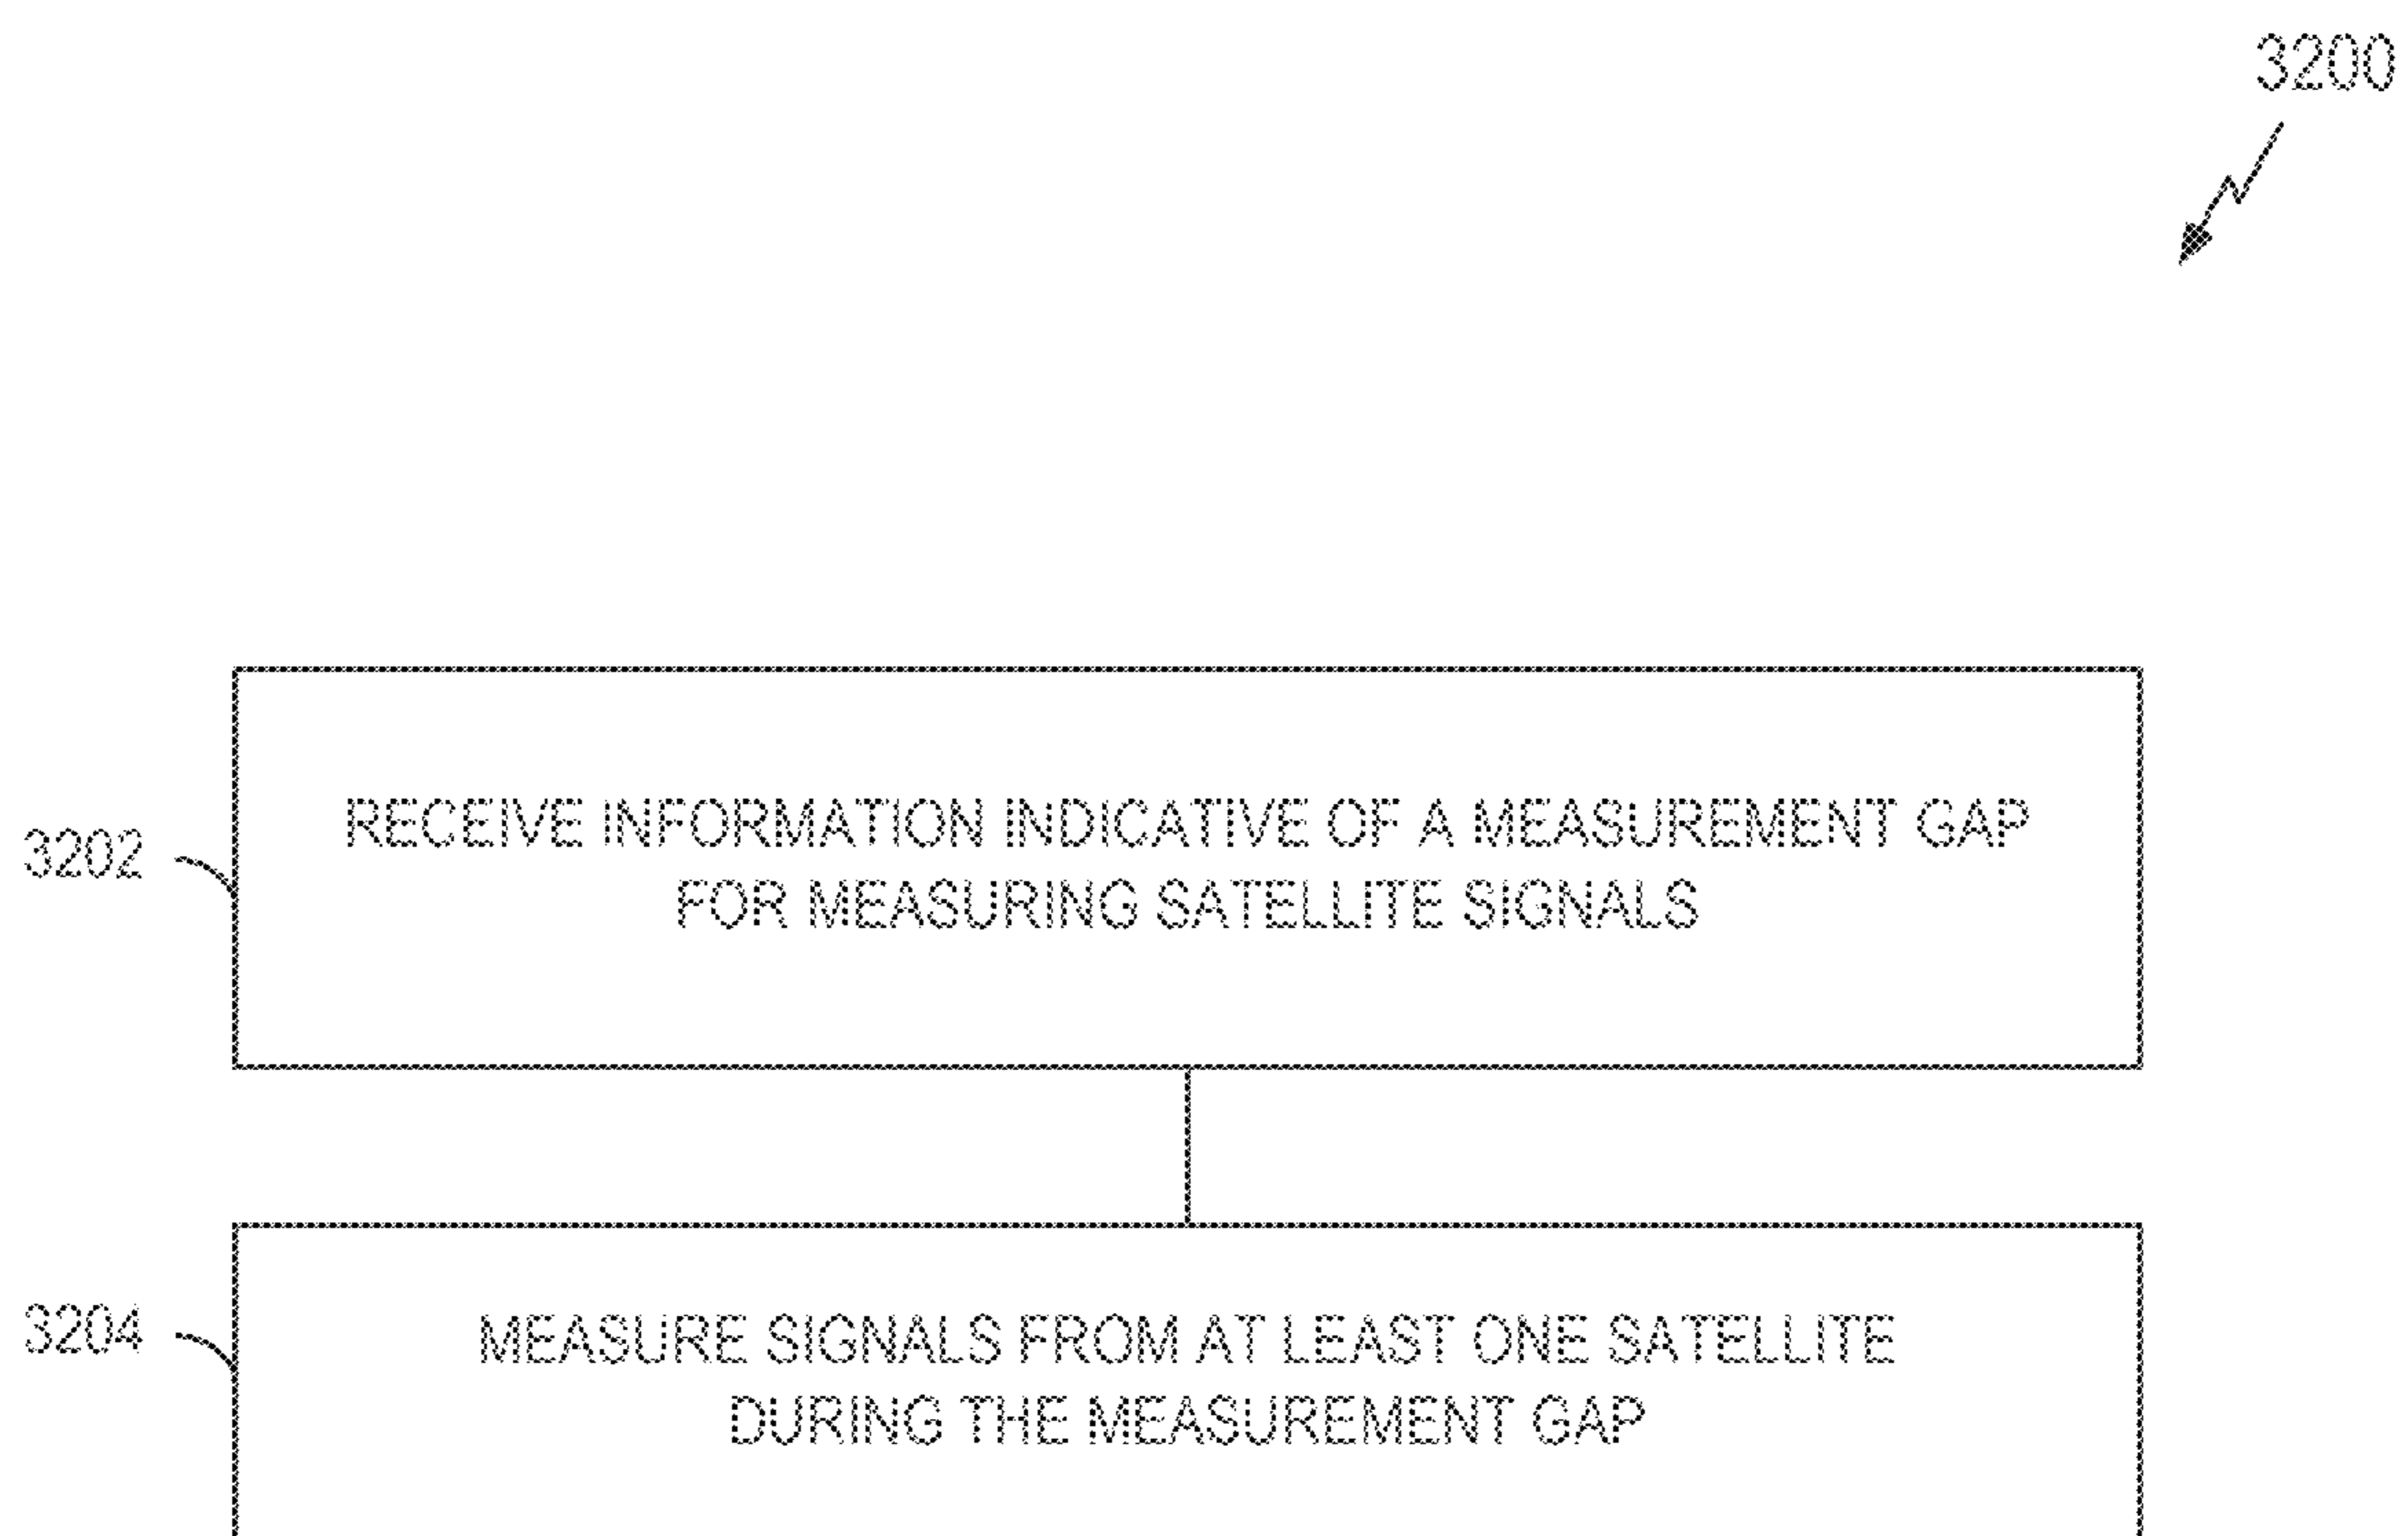 3200
3202
RECEIVE INFORMATION INDICATIVE OF A MEASUREMENT GAP
FOR MEASURING SATELLITE SIGNALS
3204
MEASURE SIGNALS FROM AT LEAST ONE SATELLITE
DURING THE MEASUREMENT GAP